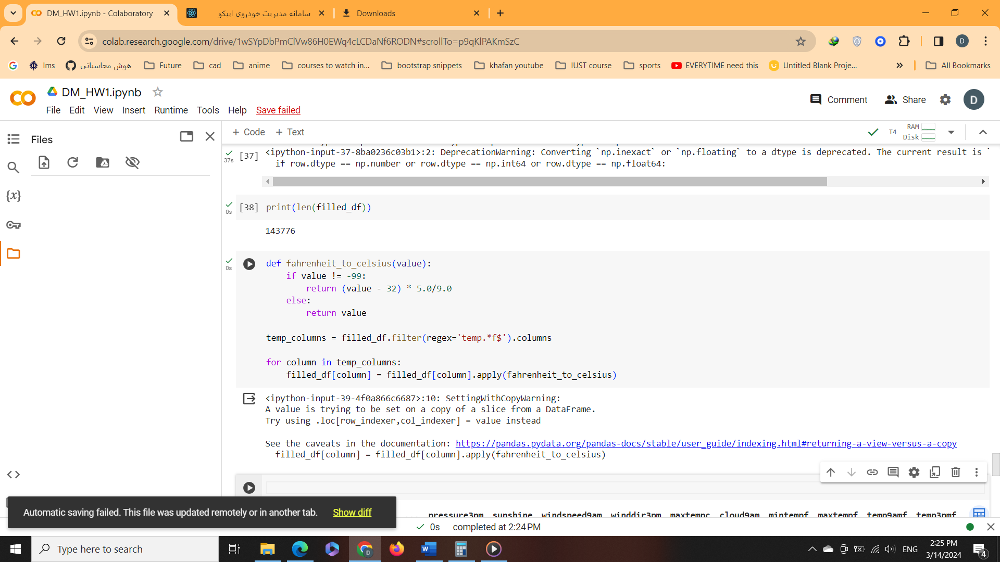 DM_HW1.ipynb - Colaboratory
سامانه مدیریت خودروی ایپکو
Downloads
colab.research.google.com/drive/1wSYpDbPmClVw86H0EWq4cLCDaNf6RODN#scrollTo=p9qKlPAKmSzC
D
lms
هوش محاسباتی
Future
cad
anime
courses to watch in...
bootstrap snippets
khafan youtube
IUST course
sports
EVERYTIME need this
Untitled Blank Proje...
All Bookmarks
DM_HW1.ipynb
Comment
Share
D
File Edit View Insert Runtime Tools Help Save failed
Files
+ Code + Text
T4
RAM
Disk
37s
[37]
<ipython-input-37-8ba0236c03b1>:2: DeprecationWarning: Converting `np.inexact` or `np.floating` to a dtype is deprecated. The current result is `
if row.dtype == np.number or row.dtype == np.int64 or row.dtype == np.float64:
{x}
0s
[38] print(len(filled_df))
143776
0s
def fahrenheit_to_celsius(value):
if value != -99:
return (value - 32) * 5.0/9.0
else:
return value
temp_columns = filled_df.filter(regex='temp.*f$').columns
for column in temp_columns:
filled_df[column] = filled_df[column].apply(fahrenheit_to_celsius)
<ipython-input-39-4f0a866c6687>:10: SettingWithCopyWarning:
A value is trying to be set on a copy of a slice from a DataFrame.
Try using .loc[row_indexer,col_indexer] = value instead
See the caveats in the documentation: https://pandas.pydata.org/pandas-docs/stable/user_guide/indexing.html#returning-a-view-versus-a-copy
filled_df[column] = filled_df[column].apply(fahrenheit_to_celsius)
Automatic saving failed. This file was updated remotely or in another tab. Show diff
... pressure3pm sunshine windspeed9am winddir3pm maxtempc cloud9am mintempf maxtempf temp9amf temp3pmf
0s completed at 2:24 PM
Type here to search
ENG
2:25 PM
3/14/2024
4